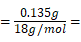 = 0.135g / 18g/mol =